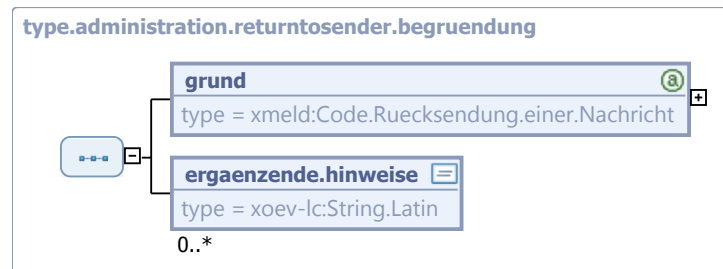 type.administration.returntosender.begruendung
grund
type = xmeld:Code.Ruecksendung.einer.Nachricht
ergaenzende.hinweise
type = xoev-lc:String.Latin
0..*